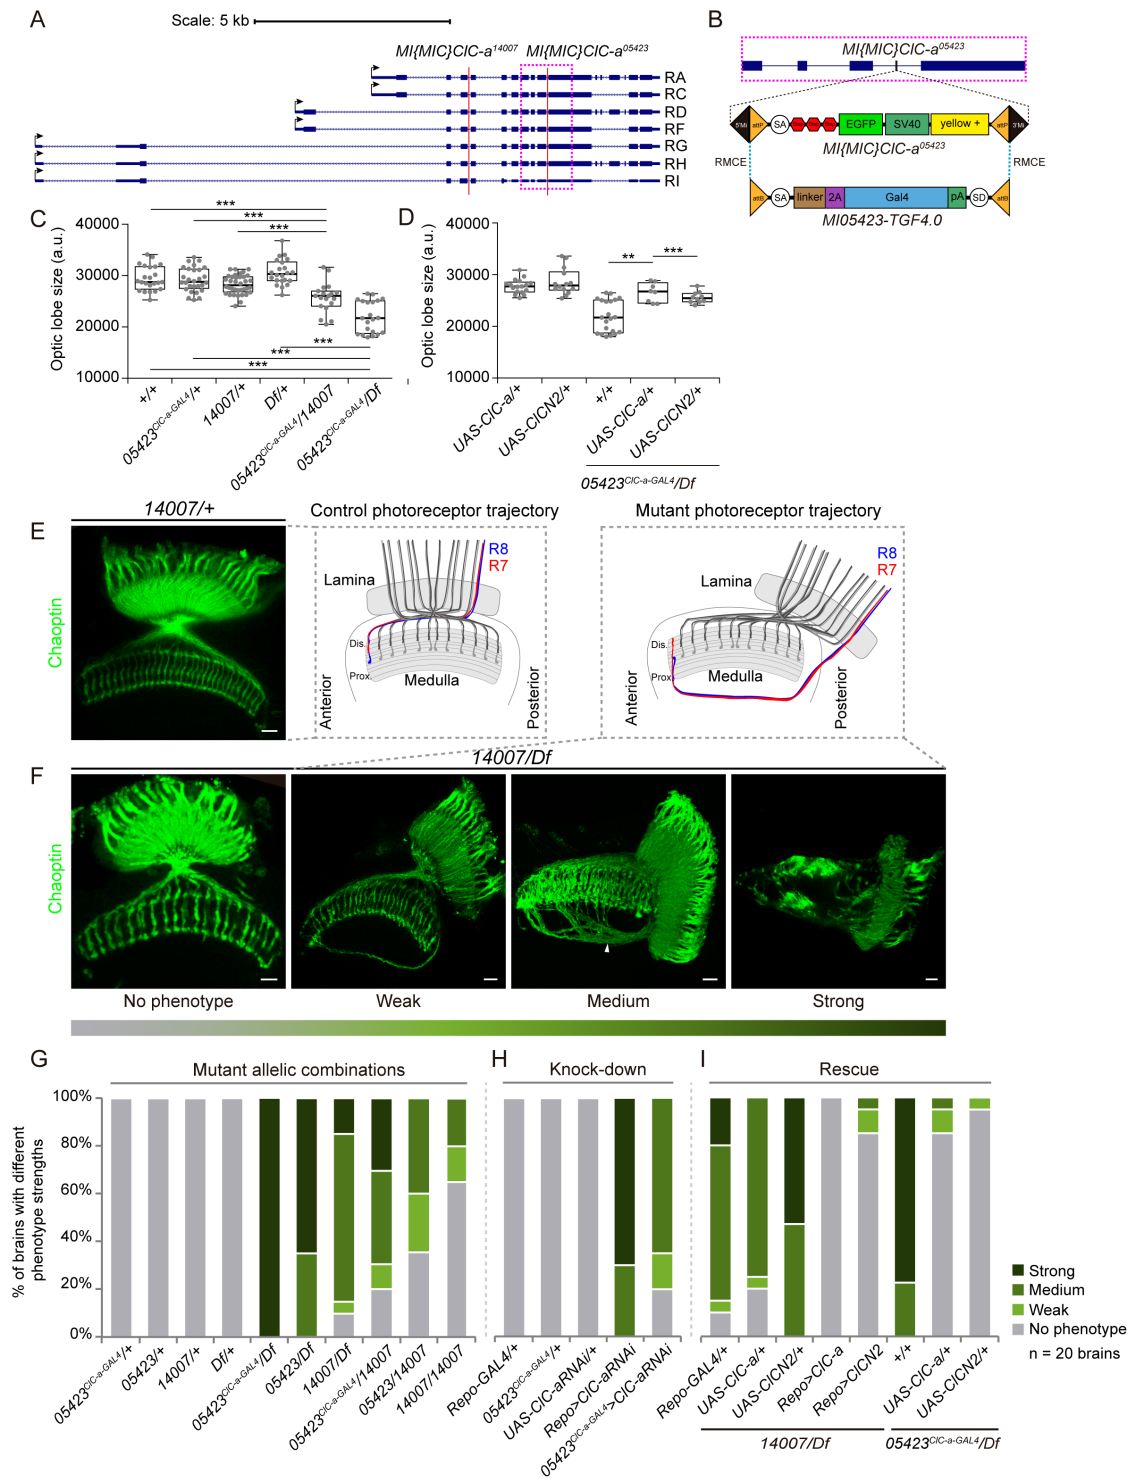 A
Scale: 5 kb
MI{MIC}ClC-a14007
MI{MIC}ClC-a05423
RA
RC
RD
RF
RG
RH
RI
B
MI{MIC}ClC-a05423
5'Mi
attP
SA
EGFP
SV40
yellow +
attP
3'Mi
MI{MIC}ClC-a05423
RMCE
RMCE
attB
SA
linker
2A
Gal4
pA
SD
attB
MI05423-TGF4.0
C
Optic lobe size (a.u.)
40000
30000
20000
10000
***
***
***
***
***
***
+/+
05423ClC-a-GAL4/+
14007/+
Df/+
05423ClC-a-GAL4/14007
05423ClC-a-GAL4/Df
D
Optic lobe size (a.u.)
40000
30000
20000
10000
**
***
UAS-ClC-a/+
UAS-ClCN2/+
+/+
UAS-ClC-a/+
UAS-ClCN2/+
05423ClC-a-GAL4/Df
E
14007/+
Chaoptin
Control photoreceptor trajectory
R8
R7
Lamina
Dis.
Prox.
Medulla
Anterior
Posterior
Mutant photoreceptor trajectory
R8
R7
Lamina
Dis.
Prox.
Medulla
Anterior
Posterior
F
14007/Df
Chaoptin
No phenotype
Weak
Medium
Strong
G
Mutant allelic combinations
% of brains with different
phenotype strengths
100%
80%
60%
40%
20%
0%
05423ClC-a-GAL4/+
05423/+
14007/+
Df/+
05423ClC-a-GAL4/Df
05423/Df
14007/Df
05423ClC-a-GAL4/14007
05423/14007
14007/14007
H
Knock-down
Repo-GAL4/+
05423ClC-a-GAL4/+
UAS-ClC-aRNAi/+
Repo>ClC-aRNAi
05423ClC-a-GAL4>ClC-aRNAi
I
Rescue
Repo-GAL4/+
UAS-ClC-a/+
UAS-ClCN2/+
Repo>ClC-a
Repo>ClCN2
+/+
UAS-ClC-a/+
UAS-ClCN2/+
14007/Df
05423ClC-a-GAL4/Df
Strong
Medium
Weak
No phenotype
n = 20 brains